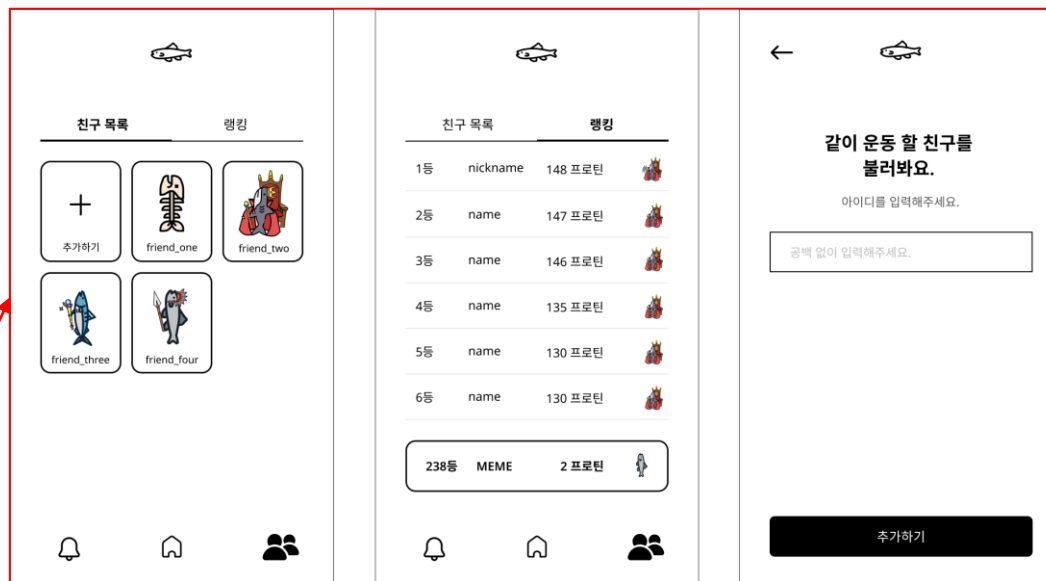 친구 목록
랭킹
추가하기
friend_one
friend_two
friend_three
friend_four
친구 목록
랭킹
1등 nickname 148 프로틴
2등 name 147 프로틴
3등 name 146 프로틴
4등 name 135 프로틴
5등 name 130 프로틴
6등 name 130 프로틴
238등 MEME 2 프로틴
같이 운동 할 친구를
불러봐요.
아이디를 입력해주세요.
공백 없이 입력해주세요.
추가하기